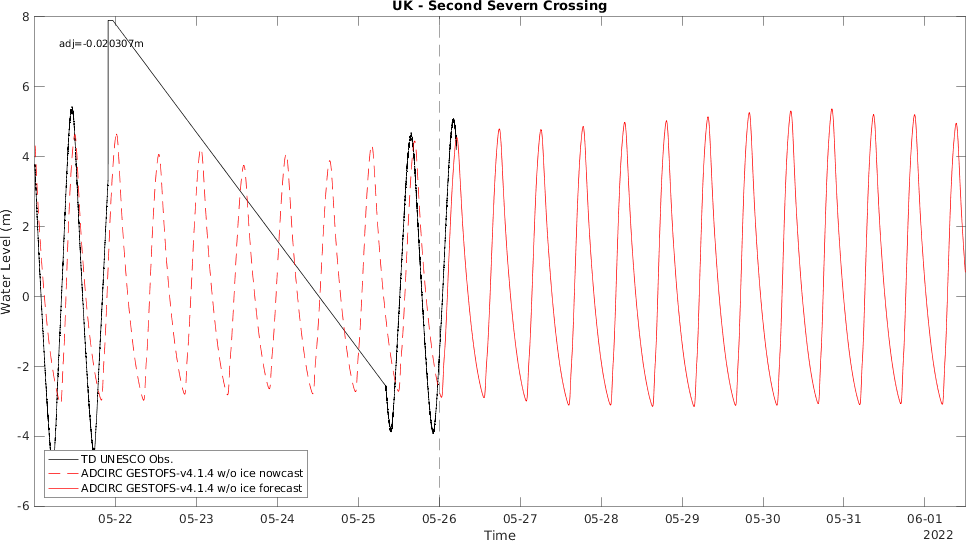 UK - Second Severn Crossing
8
6
4
2
0
-2
-4
-6
Water Level (m)
adj=-0.020307m
TD UNESCO Obs.
ADCIRC GESTOFS-v4.1.4 w/o ice nowcast
ADCIRC GESTOFS-v4.1.4 w/o ice forecast
05-22 05-23 05-24 05-25 05-26 05-27 05-28 05-29 05-30 05-31 06-01
Time
2022